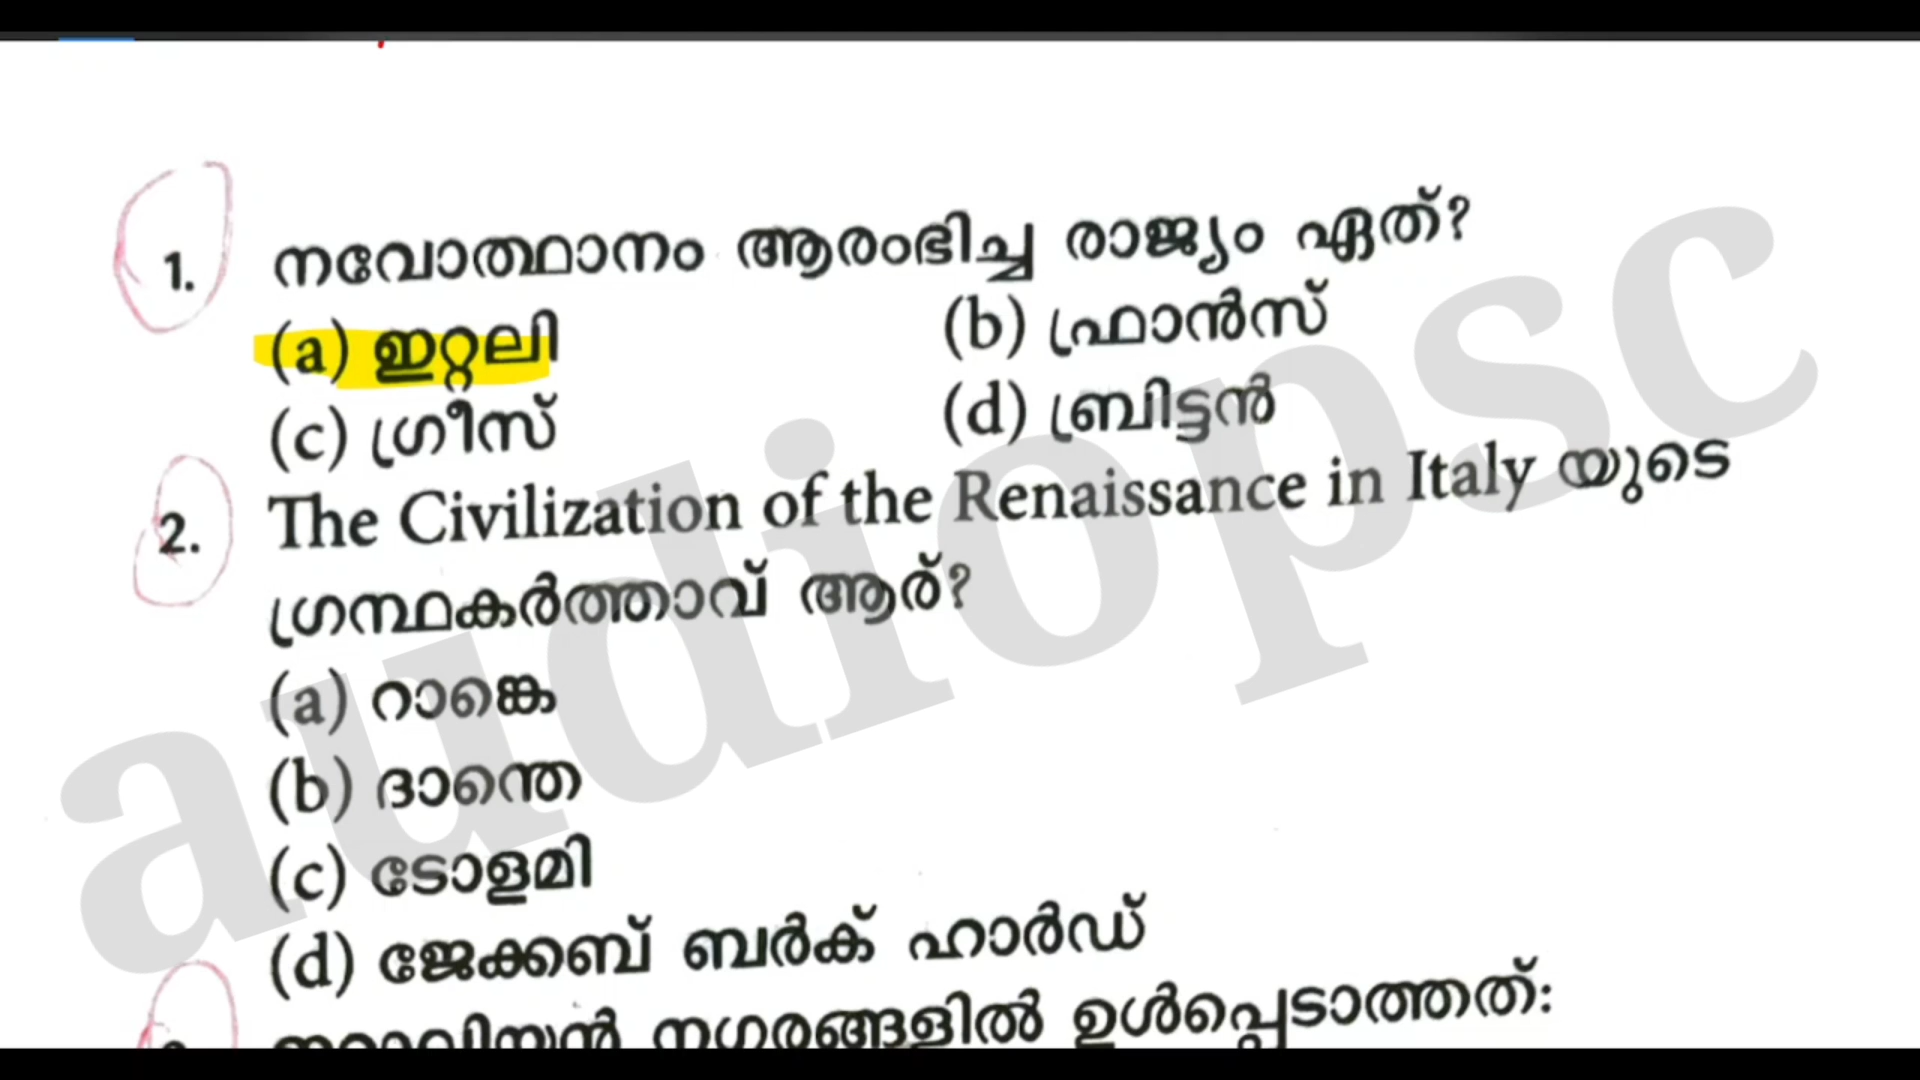 1. നവോത്ഥാനം ആരംഭിച്ച രാജ്യം ഏത്?
(a) ഇറ്റലി (b) ഫ്രാൻസ്
(c) ഗ്രീസ് (d) ബ്രിട്ടൻ
2. The Civilization of the Renaissance in Italy യുടെ
ഗ്രന്ഥകർത്താവ് ആര്?
(a) റാങ്കെ
(b) ദാന്തെ
(c) ടോളമി
(d) ജേക്കബ് ബർക് ഹാർഡ്
നഗരങ്ങളിൽ ഉൾപ്പെടാത്തത്:
audiopsc